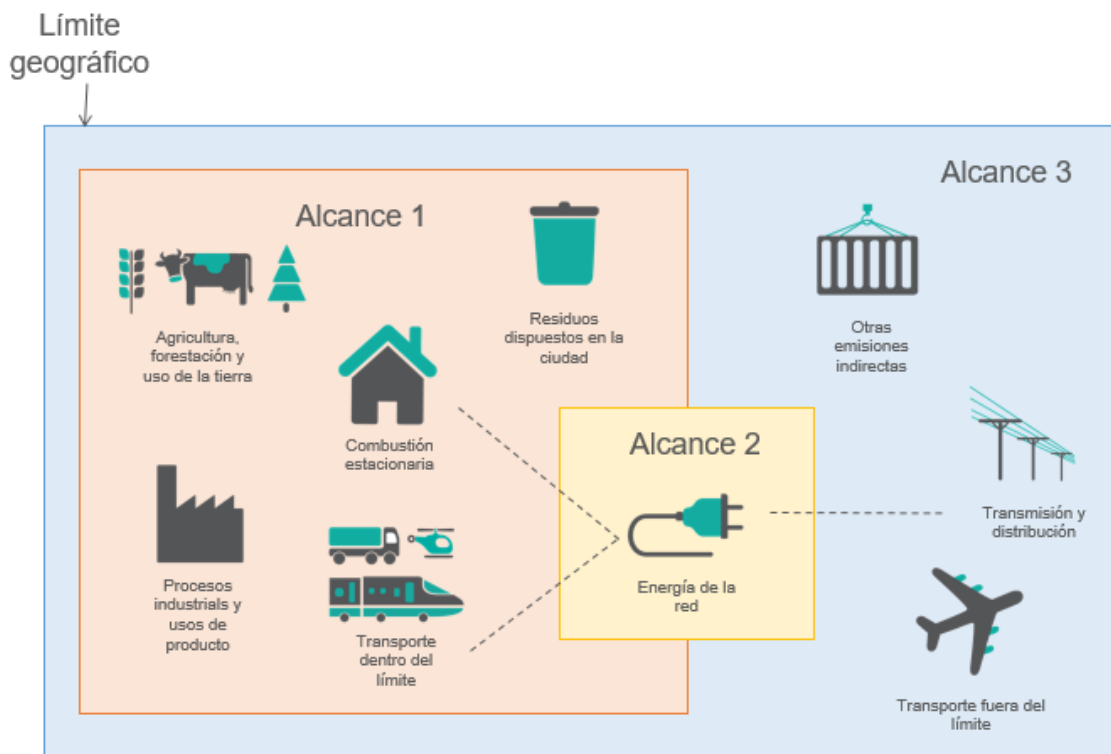 Límite
geográfico
Alcance 3
Alcance 1
Agricultura,
forestación y
uso de la tierra
Residuos
dispuestos en la
ciudad
Otras
emisiones
indirectas
Combustión
estacionaria
Alcance 2
Transmisión y
distribución
Procesos
industrials y
usos de
producto
Transporte
dentro del
límite
Energía de la
red
Transporte fuera del
límite